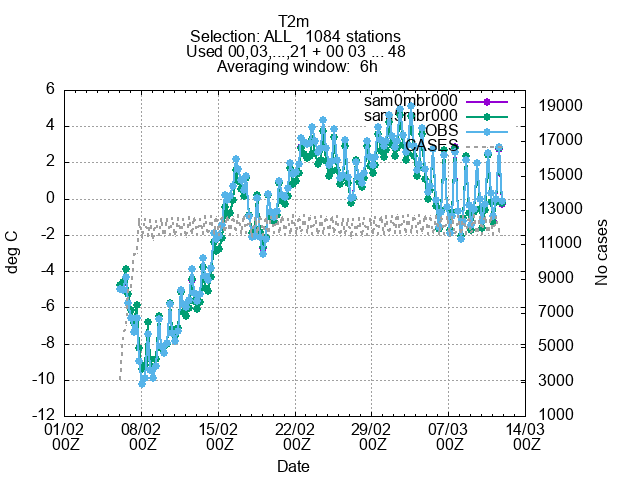 T2m
Selection: ALL   1084 stations
Used 00,03,...,21 + 00 03 ... 48
Averaging window:  6h
sam0mbr000
sam9mbr000
OBS
CASES
6
4
2
0
-2
-4
-6
-8
-10
-12
deg C
19000
17000
15000
13000
11000
9000
7000
5000
3000
1000
No cases
01/02 08/02 15/02 22/02 29/02 07/03 14/03
00Z 00Z 00Z 00Z 00Z 00Z 00Z
Date